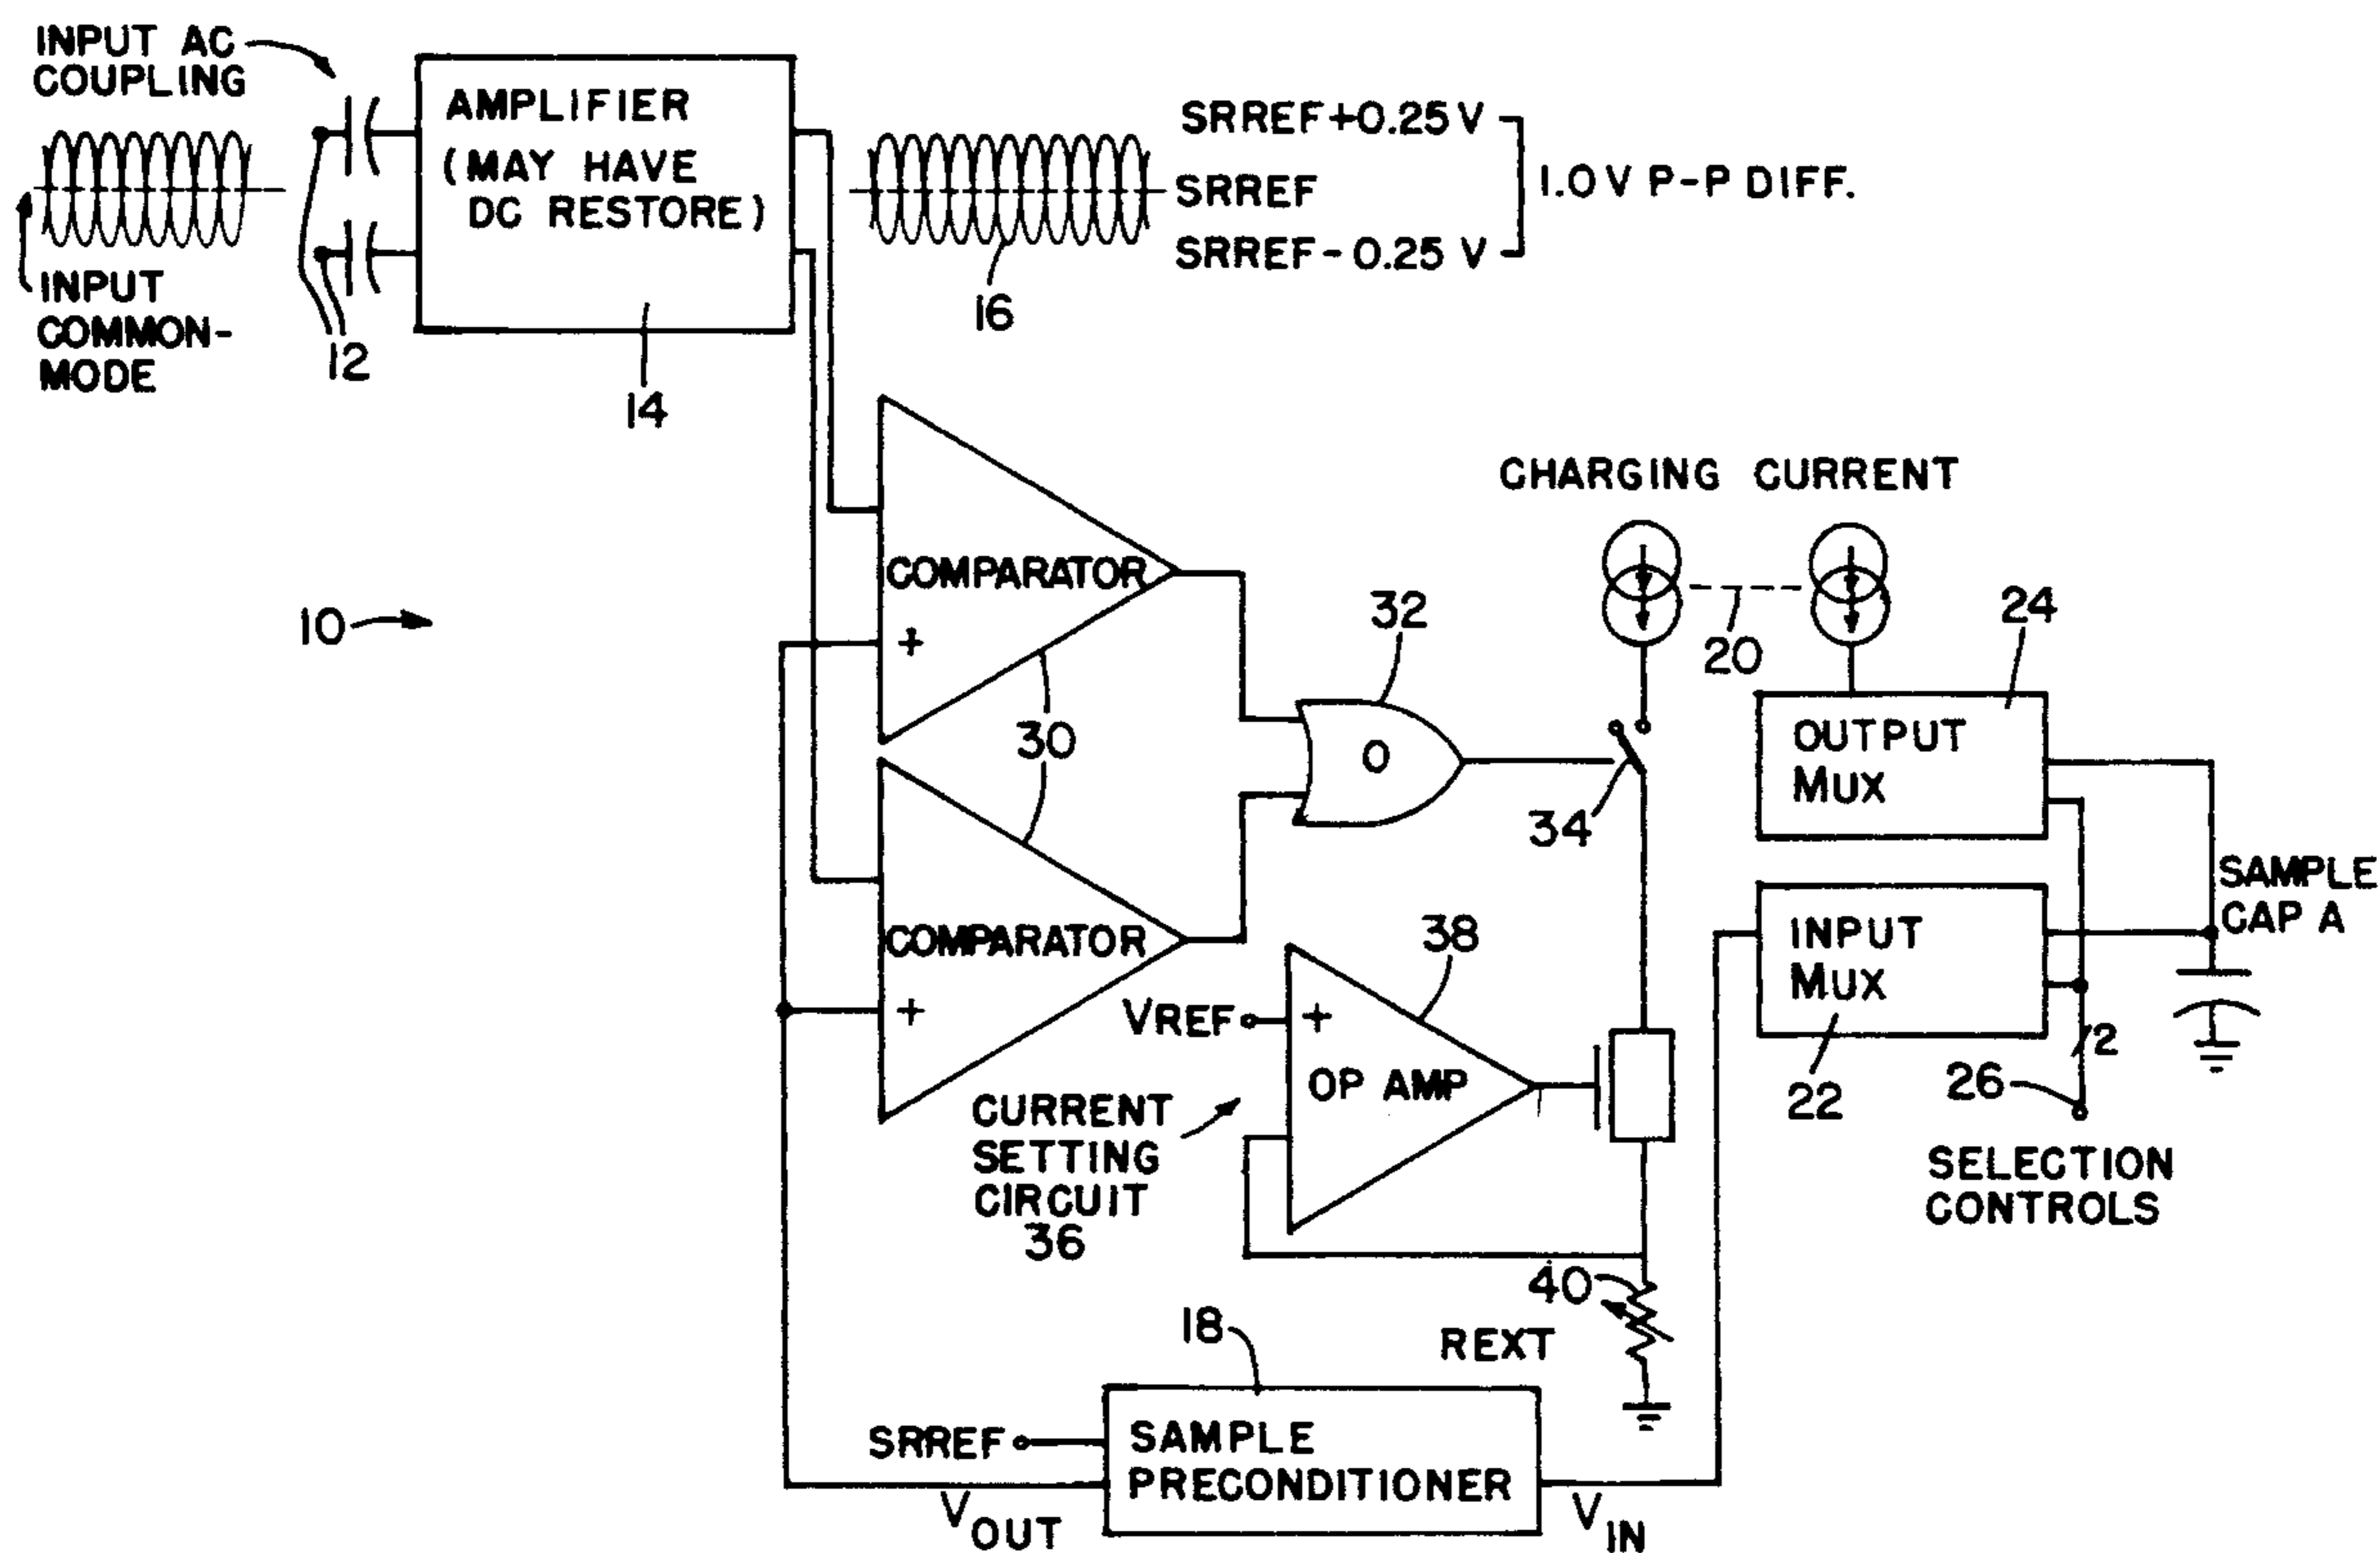 INPUT AC
COUPLING
INPUT
COMMON-
MODE
12
AMPLIFIER
(MAY HAVE
DC RESTORE)
14
16
SRREF+0.25 V
SRREF
SRREF-0.25 V
1.0 V P-P DIFF.
10
COMPARATOR
+
30
COMPARATOR
+
32
O
34
CHARGING CURRENT
20
24
OUTPUT
MUX
INPUT
MUX
22
SAMPLE
CAP A
2
26
SELECTION
CONTROLS
38
VREF
+
OP AMP
CURRENT
SETTING
CIRCUIT
36
40
REXT
18
SRREF
SAMPLE
PRECONDITIONER
VOUT
VIN